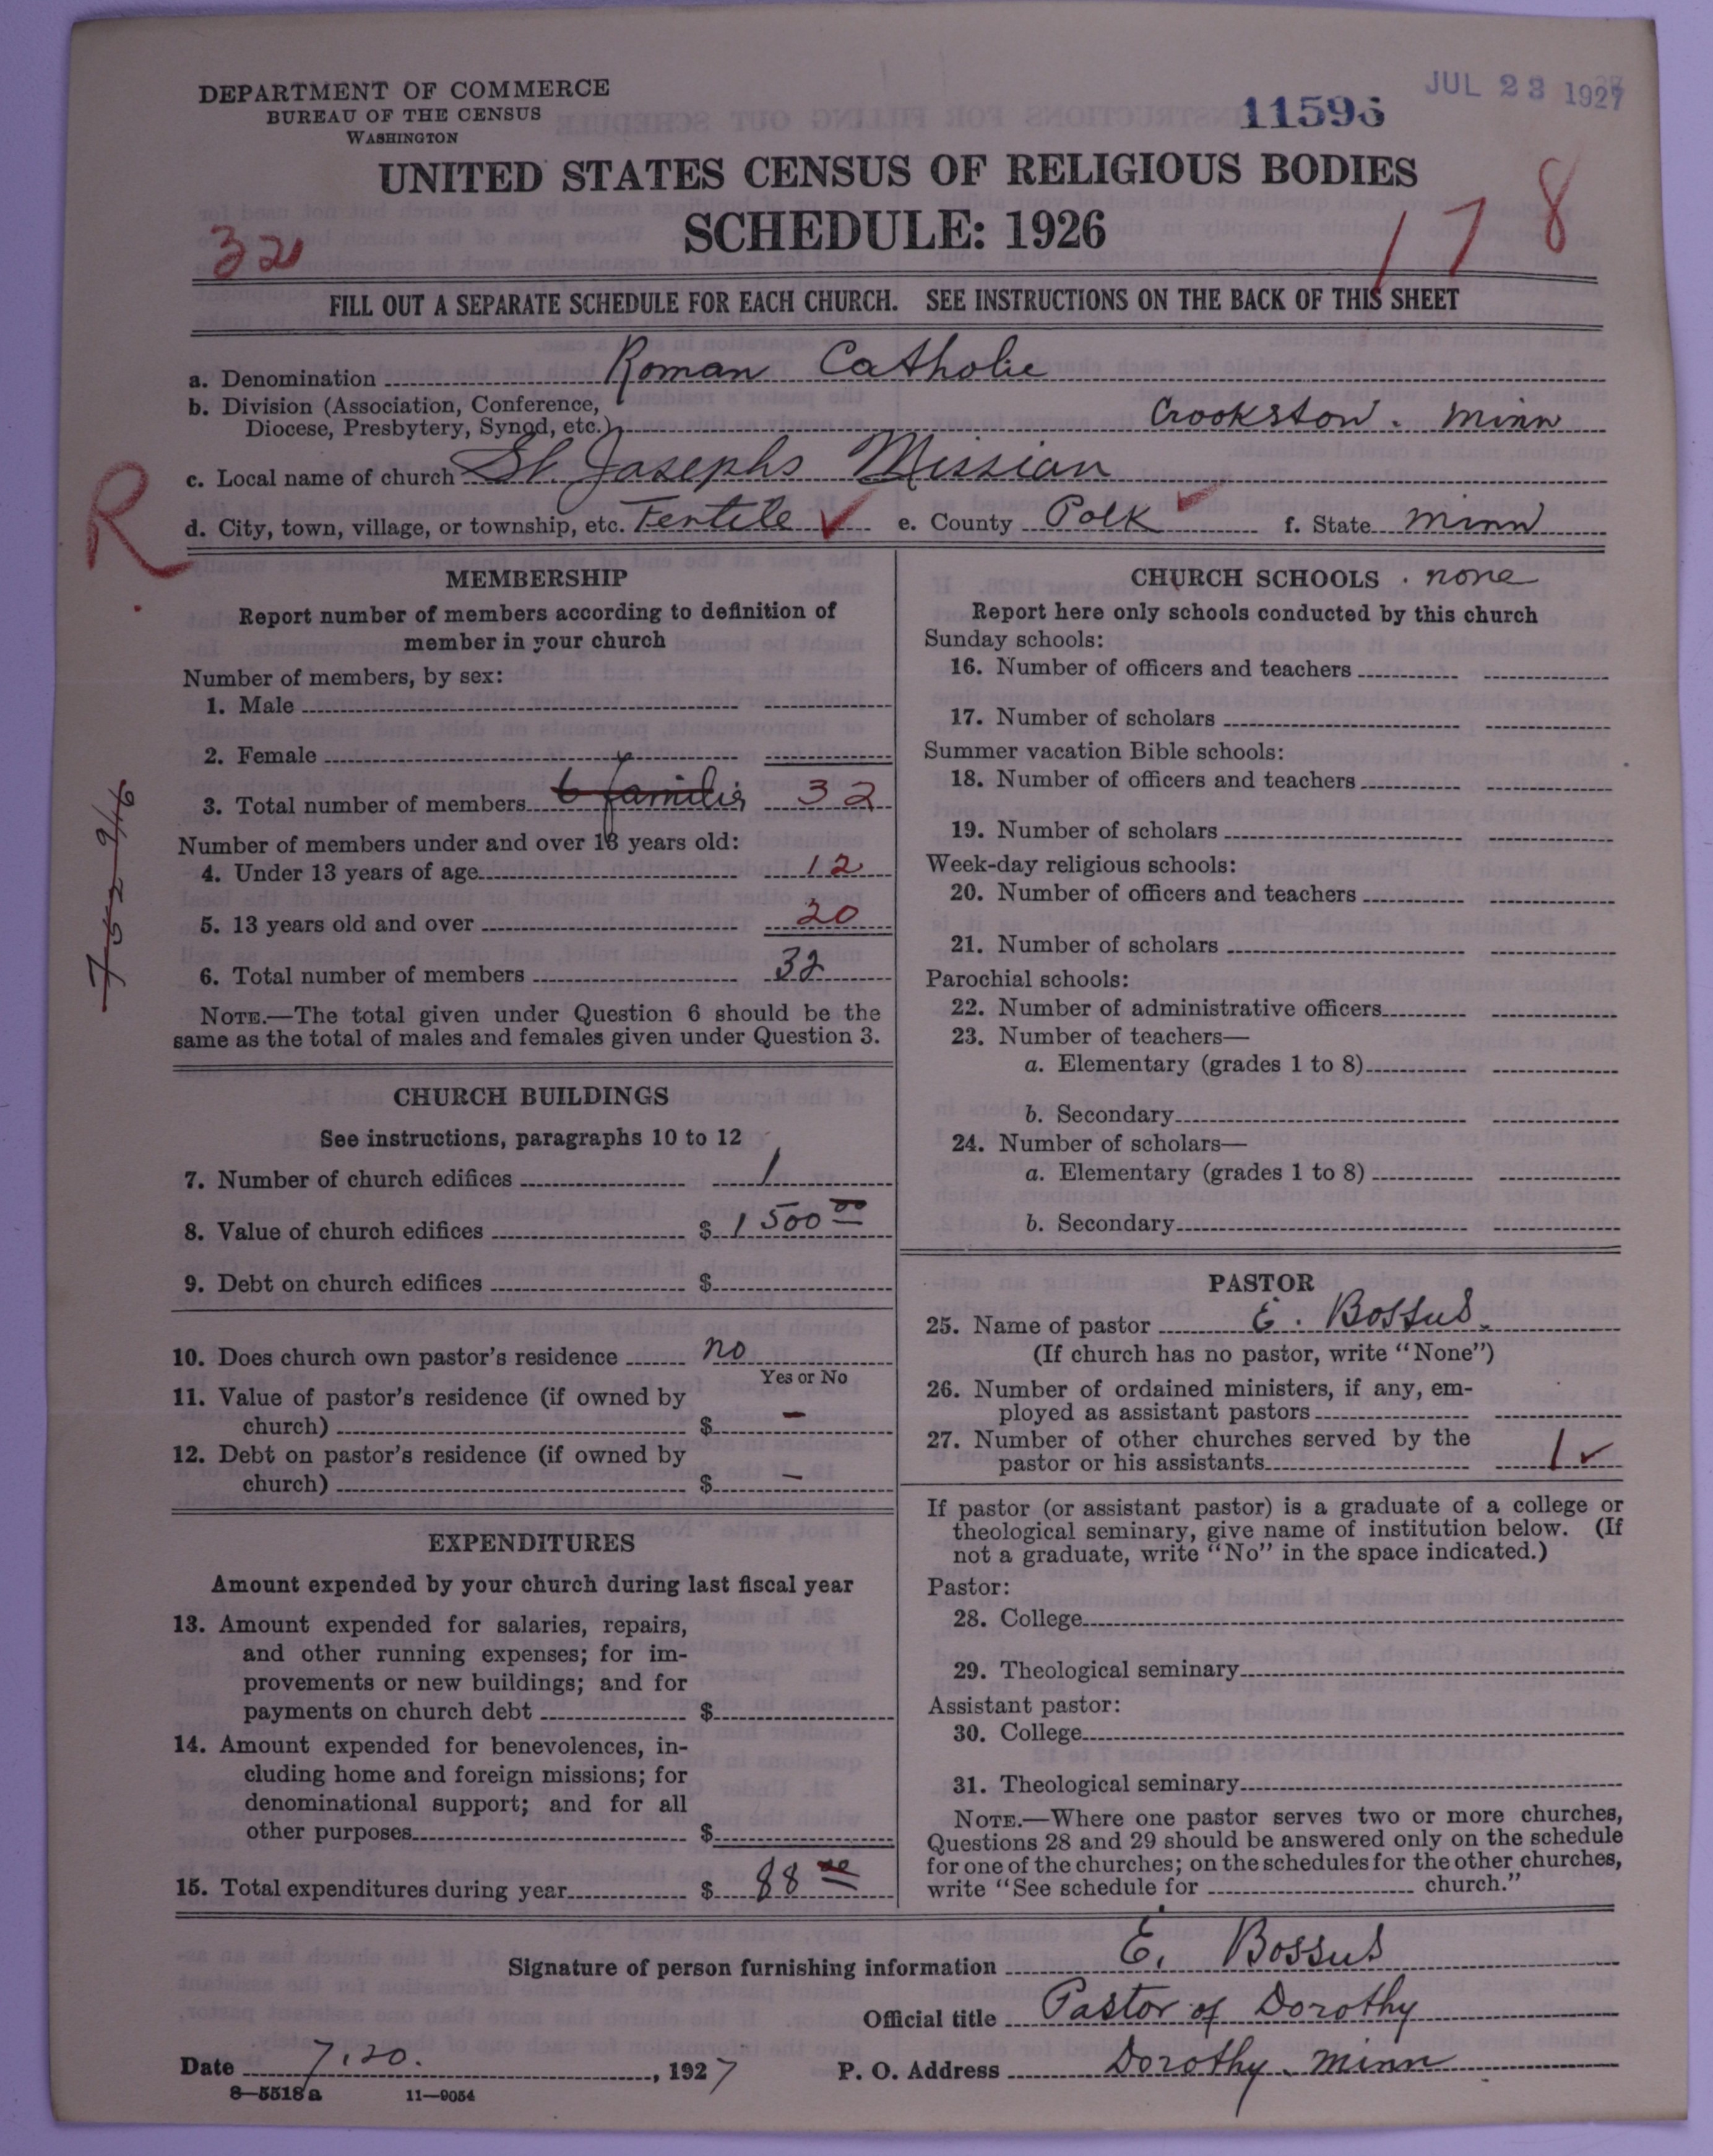 DEPARTMENT OF COMMERCE
BUREAU OF THE CENSUS
WASHINGTON
11596
JUL 23 1927
UNITED STATES CENSUS OF RELIGIOUS BODIES
SCHEDULE: 1926
32
178
FILL OUT A SEPARATE SCHEDULE FOR EACH CHURCH. SEE INSTRUCTIONS ON THE BACK OF THIS SHEET
a. Denomination Roman Catholic
b. Division (Association, Conference,
Diocese, Presbytery, Synod, etc.) Crookston. Minn
c. Local name of church St. Josephs Mission
R
d. City, town, village, or township, etc. Fertile ✓ e. County Polk ✓ f. State Minn
MEMBERSHIP
Report number of members according to definition of
member in your church
Number of members, by sex:
1. Male
2. Female
3. Total number of members 6 familis 32
Number of members under and over 13 years old:
4. Under 13 years of age 12
5. 13 years old and over 20
6. Total number of members 32
NOTE.—The total given under Question 6 should be the
same as the total of males and females given under Question 3.
CHURCH BUILDINGS
See instructions, paragraphs 10 to 12
7. Number of church edifices 1
8. Value of church edifices $ 1500 00
9. Debt on church edifices $
10. Does church own pastor's residence no
Yes or No
11. Value of pastor's residence (if owned by
church) $ -
12. Debt on pastor's residence (if owned by
church) $ -
EXPENDITURES
Amount expended by your church during last fiscal year
13. Amount expended for salaries, repairs,
and other running expenses; for im-
provements or new buildings; and for
payments on church debt $
14. Amount expended for benevolences, in-
cluding home and foreign missions; for
denominational support; and for all
other purposes $
15. Total expenditures during year $ 88 00
CHURCH SCHOOLS . none
Report here only schools conducted by this church
Sunday schools:
16. Number of officers and teachers
17. Number of scholars
Summer vacation Bible schools:
18. Number of officers and teachers
19. Number of scholars
Week-day religious schools:
20. Number of officers and teachers
21. Number of scholars
Parochial schools:
22. Number of administrative officers
23. Number of teachers—
a. Elementary (grades 1 to 8)
b. Secondary
24. Number of scholars—
a. Elementary (grades 1 to 8)
b. Secondary
PASTOR
25. Name of pastor E. Bossus.
(If church has no pastor, write "None")
26. Number of ordained ministers, if any, em-
ployed as assistant pastors
27. Number of other churches served by the
pastor or his assistants 1 ✓
If pastor (or assistant pastor) is a graduate of a college or
theological seminary, give name of institution below. (If
not a graduate, write "No" in the space indicated.)
Pastor:
28. College
29. Theological seminary
Assistant pastor:
30. College
31. Theological seminary
NOTE.—Where one pastor serves two or more churches,
Questions 28 and 29 should be answered only on the schedule
for one of the churches; on the schedules for the other churches,
write "See schedule for church."
Signature of person furnishing information E. Bossus
Official title Pastor of Dorothy
Date 7.20. , 1927 P. O. Address Dorothy. Minn
8—5518 a 11—9054